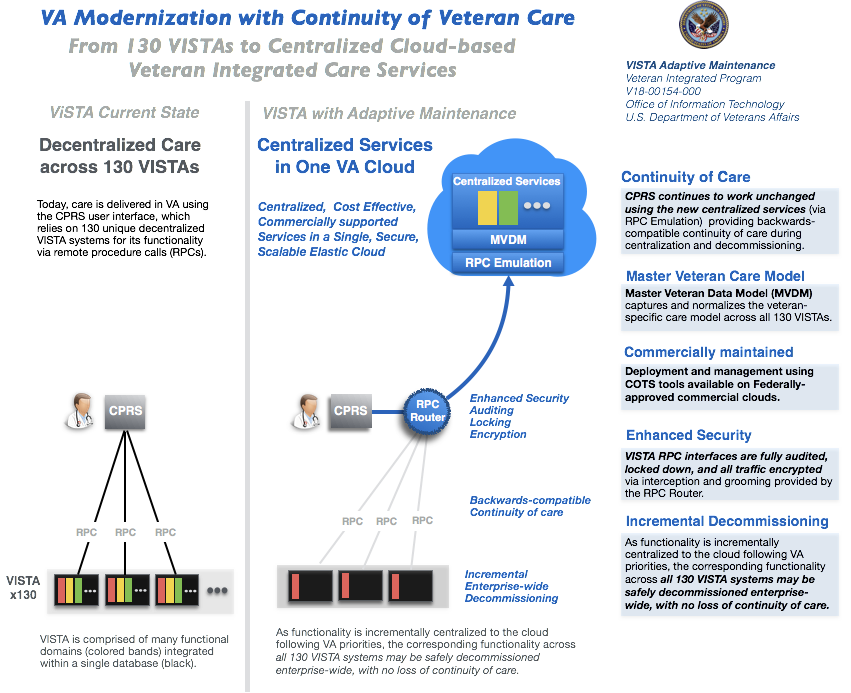 VA Modernization with Continuity of Veteran Care
From 130 VISTAs to Centralized Cloud-based
Veteran Integrated Care Services
VISTA Adaptive Maintenance
Veteran Integrated Program
V18-00154-000
Office of Information Technology
U.S. Department of Veterans Affairs
ViSTA Current State
Decentralized Care
across 130 VISTAs
Today, care is delivered in VA using
the CPRS user interface, which
relies on 130 unique decentralized
VISTA systems for its functionality
via remote procedure calls (RPCs).
CPRS
RPC
RPC
RPC
VISTA
x130
VISTA is comprised of many functional
domains (colored bands) integrated
within a single database (black).
VISTA with Adaptive Maintenance
Centralized Services
in One VA Cloud
Centralized, Cost Effective,
Commercially supported
Services in a Single, Secure,
Scalable Elastic Cloud
Centralized Services
MVDM
RPC Emulation
CPRS
RPC
Router
Enhanced Security
Auditing
Locking
Encryption
RPC
RPC
RPC
Backwards-compatible
Continuity of care
Incremental
Enterprise-wide
Decommissioning
As functionality is incrementally centralized to the cloud
following VA priorities, the corresponding functionality across
all 130 VISTA systems may be safely decommissioned
enterprise-wide, with no loss of continuity of care.
Continuity of Care
CPRS continues to work unchanged
using the new centralized services (via
RPC Emulation) providing backwards-
compatible continuity of care during
centralization and decommissioning.
Master Veteran Care Model
Master Veteran Data Model (MVDM)
captures and normalizes the veteran-
specific care model across all 130 VISTAs.
Commercially maintained
Deployment and management using
COTS tools available on Federally-
approved commercial clouds.
Enhanced Security
VISTA RPC interfaces are fully audited,
locked down, and all traffic encrypted
via interception and grooming provided by
the RPC Router.
Incremental Decommissioning
As functionality is incrementally
centralized to the cloud following VA
priorities, the corresponding functionality
across all 130 VISTA systems may be
safely decommissioned enterprise-
wide, with no loss of continuity of care.